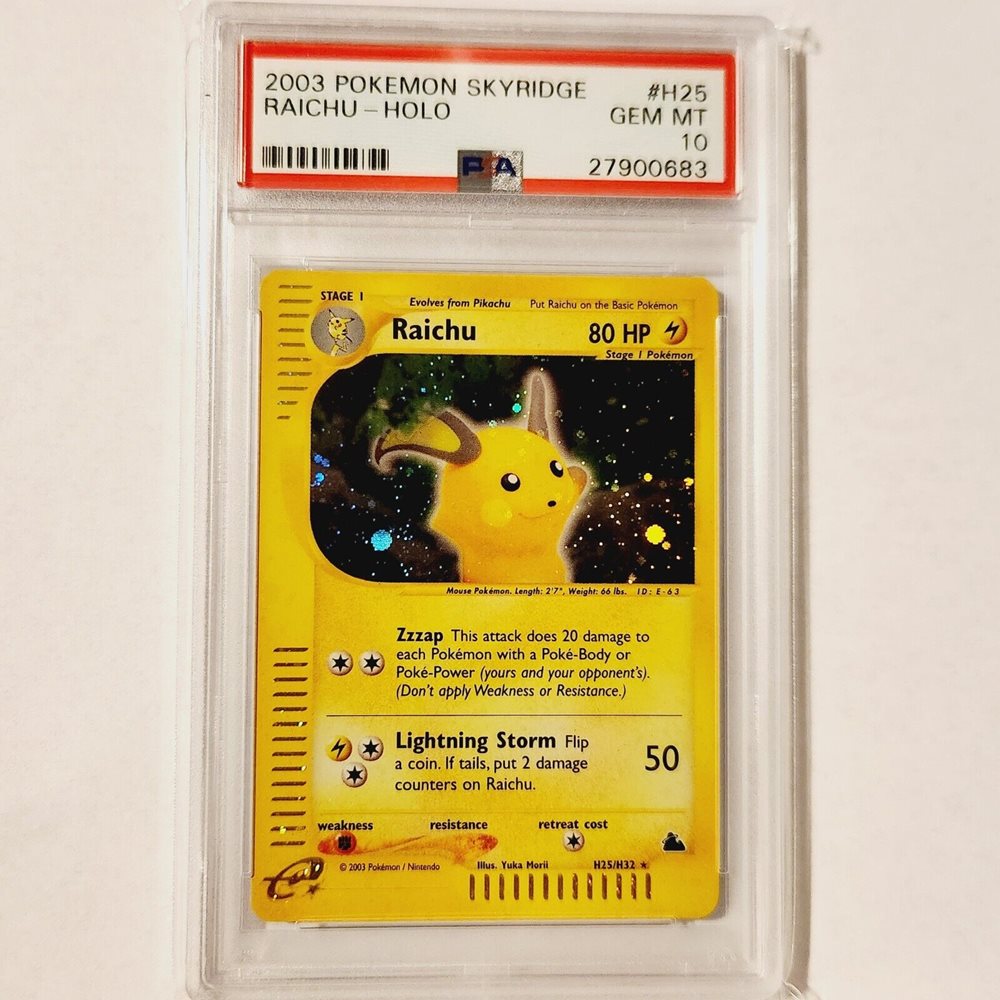 2003 POKEMON SKYRIDGE #H25
RAICHU - HOLO GEM MT
10
PSA 27900683
STAGE 1 Evolves from Pikachu Put Raichu on the Basic Pokémon
Raichu 80 HP
Stage 1 Pokémon
Mouse Pokémon. Length: 2'7", Weight: 66 lbs. ID: E-63
Zzzap This attack does 20 damage to
each Pokémon with a Poké-Body or
Poké-Power (yours and your opponent's).
(Don't apply Weakness or Resistance.)
Lightning Storm Flip
a coin. If tails, put 2 damage
counters on Raichu.
50
weakness resistance retreat cost
© 2003 Pokémon / Nintendo Illus. Yuka Morii H25/H32 ★